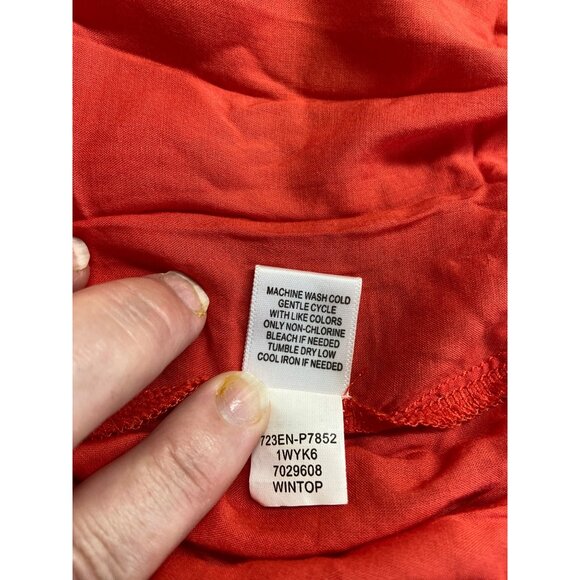 MACHINE WASH COLD
GENTLE CYCLE
WITH LIKE COLORS
ONLY NON-CHLORINE
BLEACH IF NEEDED
TUMBLE DRY LOW
COOL IRON IF NEEDED
723EN-P7852
1WYK6
7029608
WINTOP